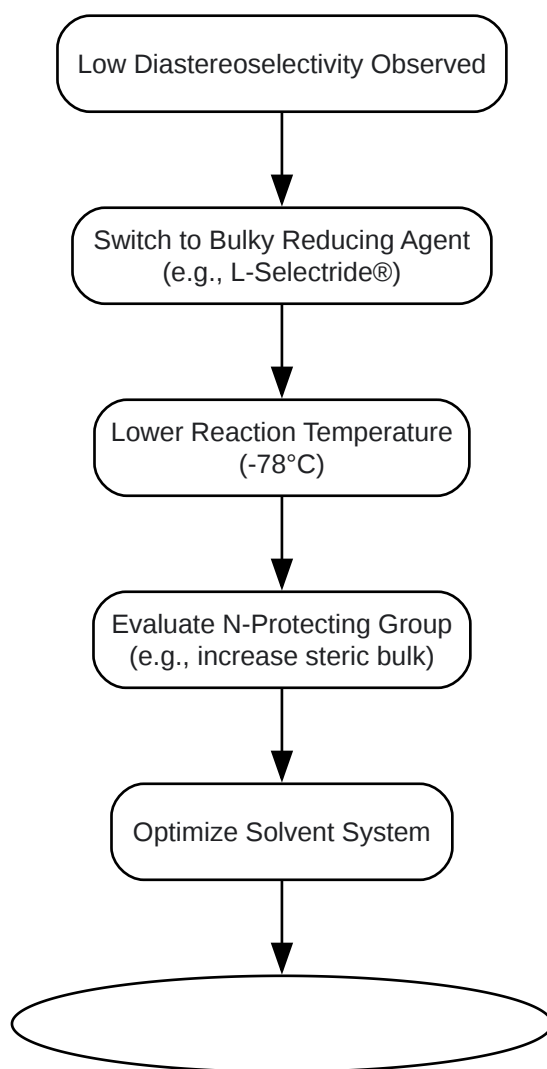 Low Diastereoselectivity Observed
Switch to Bulky Reducing Agent
(e.g., L-Selectride®)
Lower Reaction Temperature
(-78°C)
Evaluate N-Protecting Group
(e.g., increase steric bulk)
Optimize Solvent System